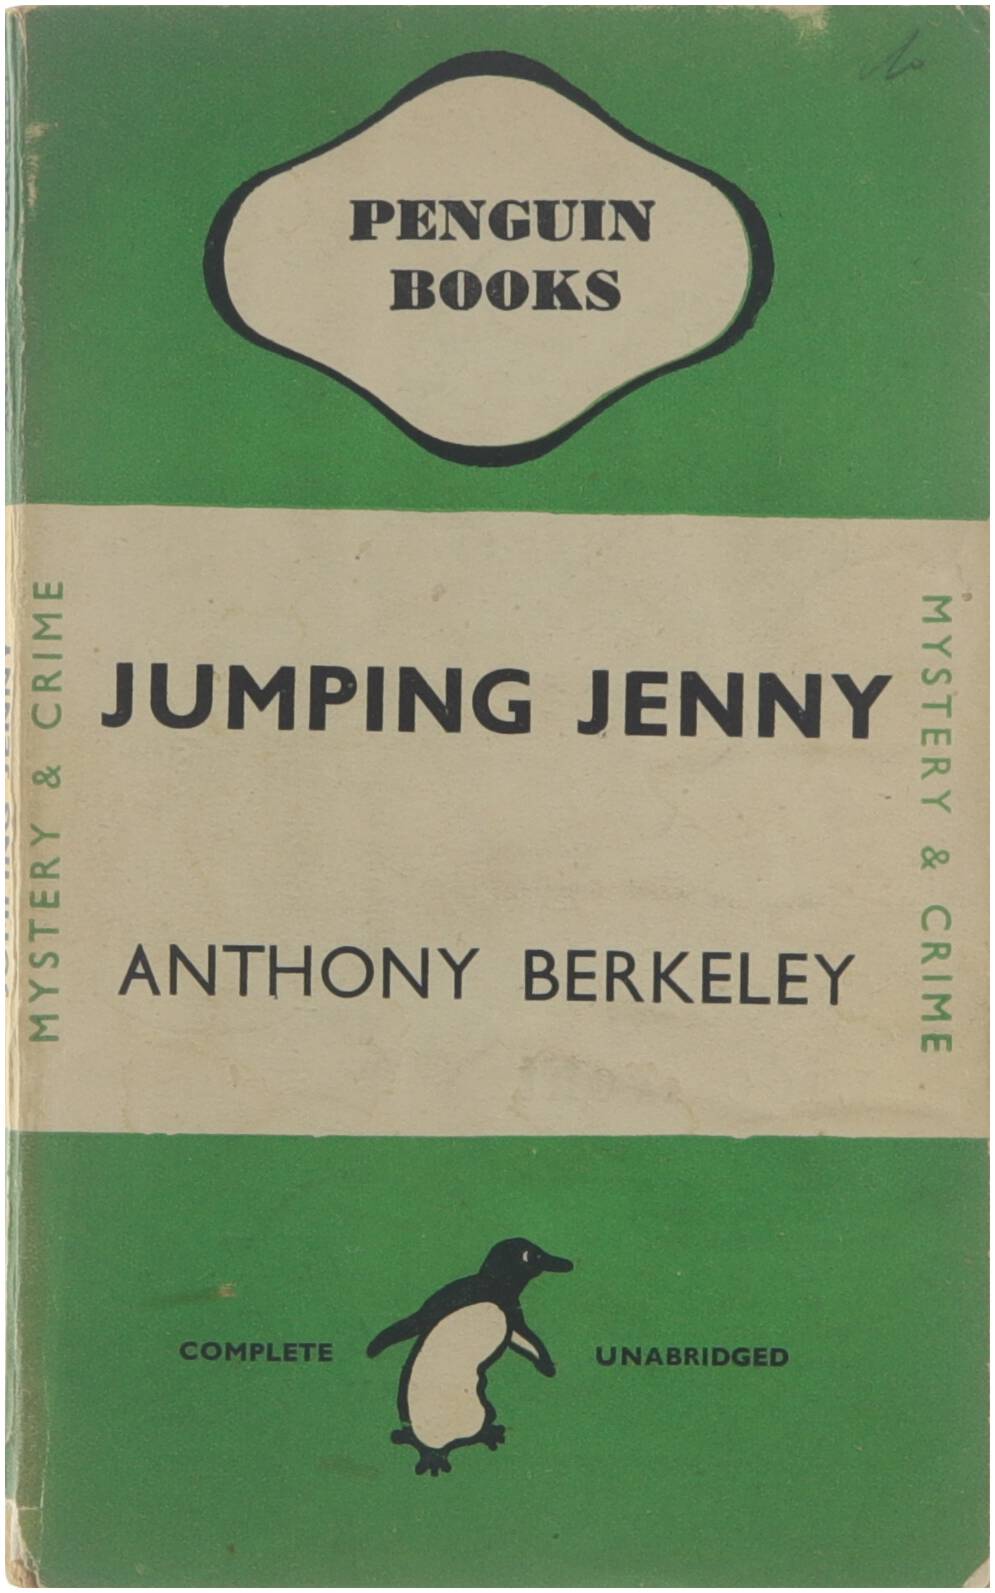 PENGUIN
BOOKS
MYSTERY & CRIME
JUMPING JENNY
ANTHONY BERKELEY
MYSTERY & CRIME
COMPLETE
UNABRIDGED